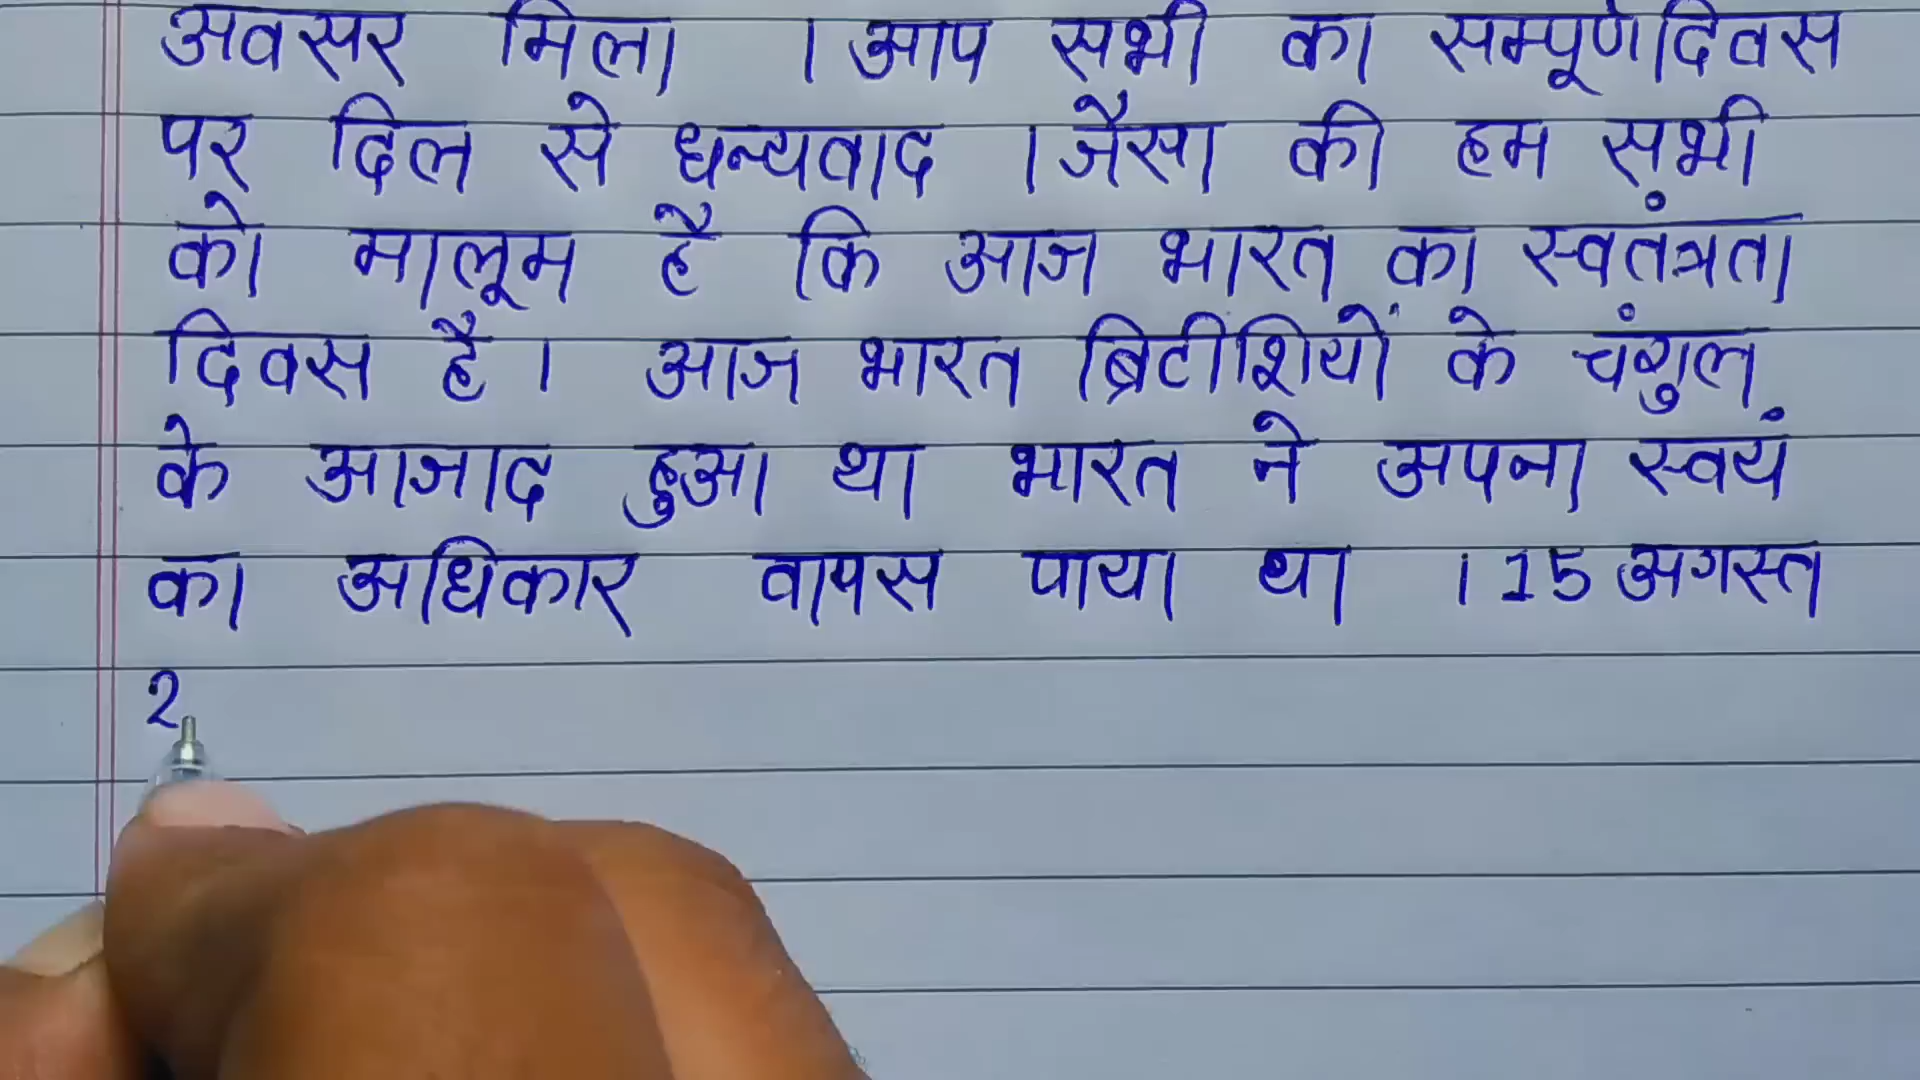 अवसर मिला । आप सभी का सम्पूर्ण दिवस
पर दिल से धन्यवाद । जैसा की हम सभी
को मालूम है कि आज भारत का स्वतंत्रता
दिवस है । आज भारत ब्रिटीशियों के चंगुल
के आजाद हुआ था भारत ने अपना स्वयं
का अधिकार वापस पाया था । 15 अगस्त
2